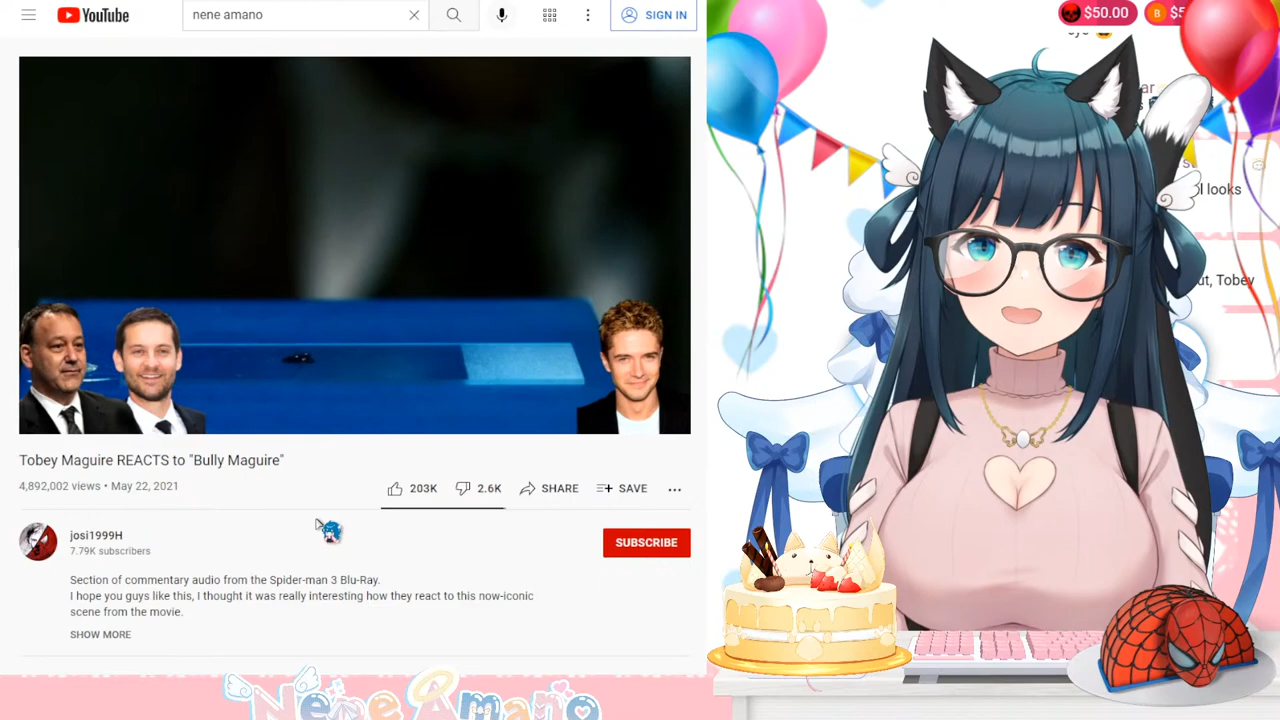 YouTube
nene amano
SIGN IN
$50.00
Tobey Maguire REACTS to "Bully Maguire"
4,892,002 views • May 22, 2021
203K
2.6K
SHARE
SAVE
josi1999H
7.79K subscribers
SUBSCRIBE
Section of commentary audio from the Spider-man 3 Blu-Ray.
I hope you guys like this, I thought it was really interesting how they react to this now-iconic
scene from the movie.
SHOW MORE
looks
Tobey
Nene Amano